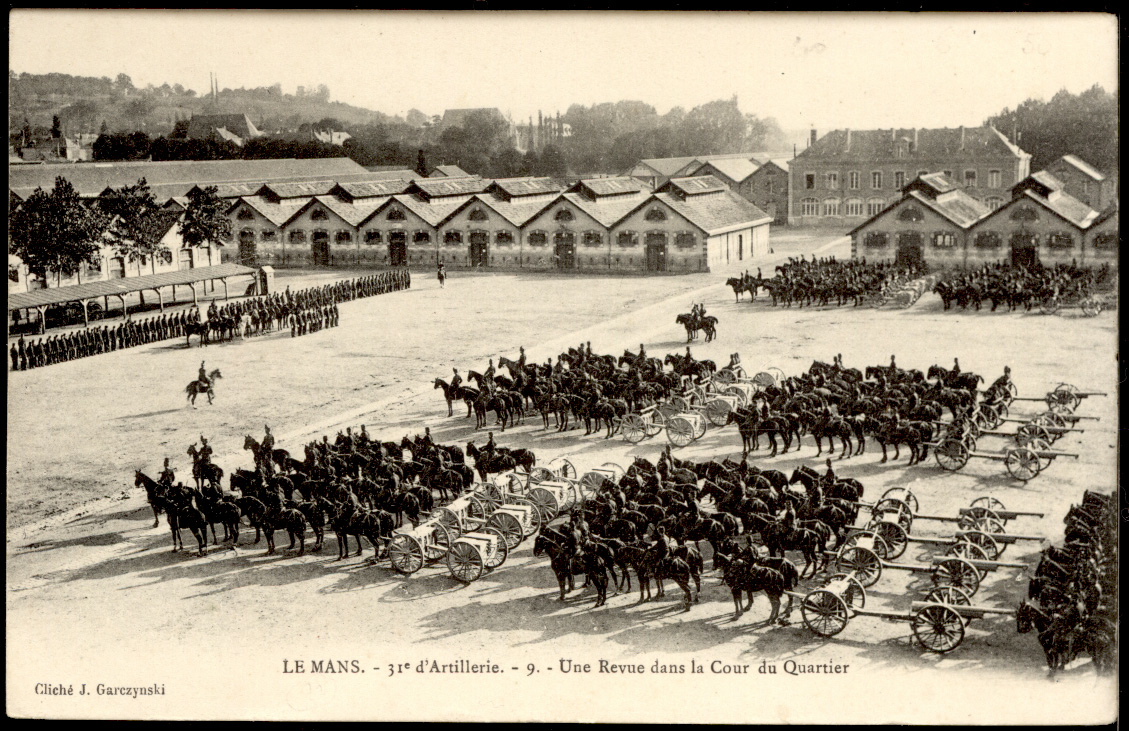 LE MANS. - 31e d'Artillerie. - 9. - Une Revue dans la Cour du Quartier
Cliché J. Garczynski